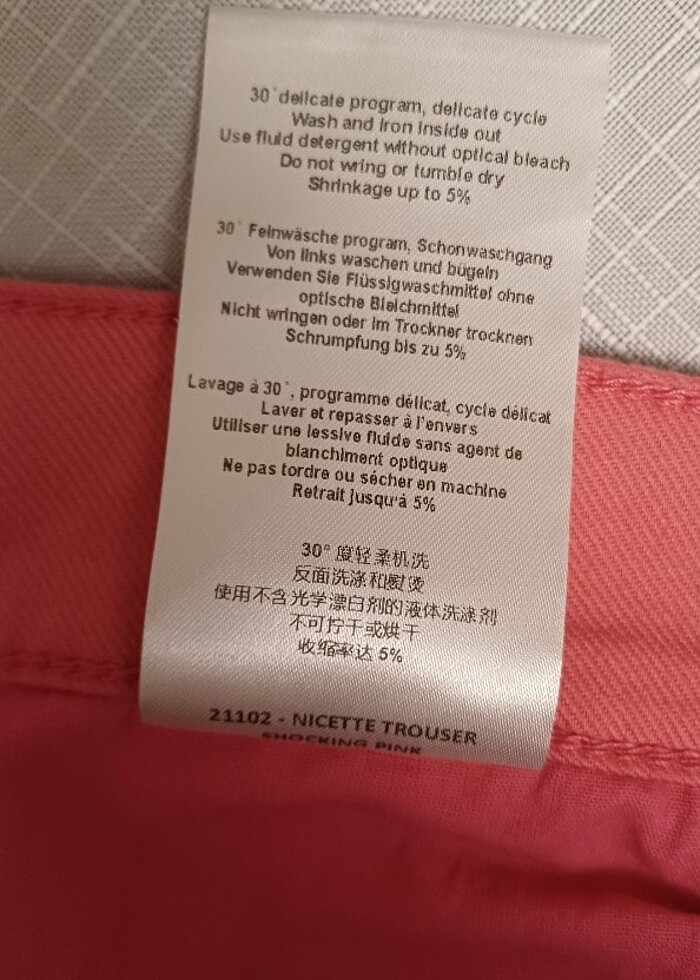 30° delicate program, delicate cycle
Wash and iron inside out
Use fluid detergent without optical bleach
Do not wring or tumble dry
Shrinkage up to 5%
30° Feinwäsche program, Schonwaschgang
Von links waschen und bügeln
Verwenden Sie Flüssigwaschmittel ohne
optische Bleichmittel
Nicht wringen oder im Trockner trocknen
Schrumpfung bis zu 5%
Lavage à 30°, programme délicat, cycle délicat
Laver et repasser à l'envers
Utiliser une lessive fluide sans agent de
blanchiment optique
Ne pas tordre ou sécher en machine
Retrait jusqu'à 5%
30° 度轻柔机洗
反面洗涤和熨烫
使用不含光学漂白剂的液体洗涤剂
不可拧干或烘干
收缩率达 5%
21102 - NICETTE TROUSER
SHOCKING PINK